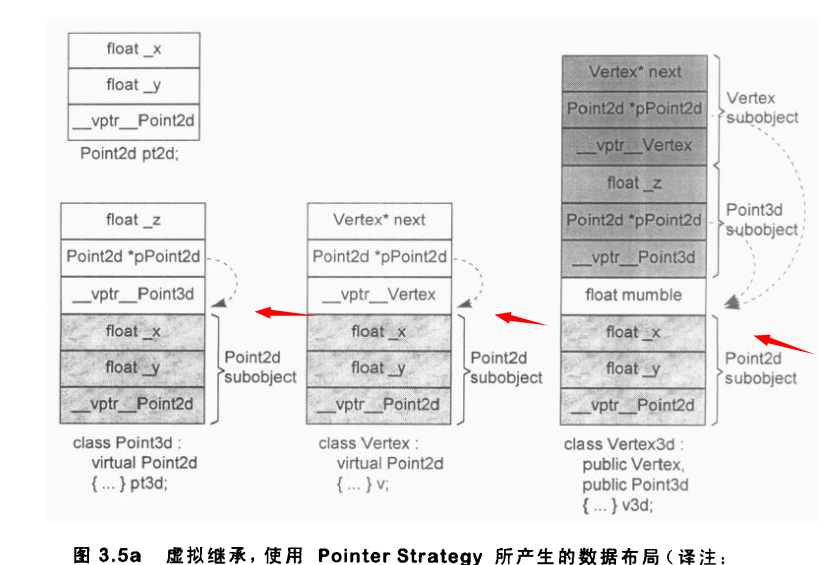 float _x
float _y
__vptr__Point2d
Point2d pt2d;
float _z
Point2d *pPoint2d
__vptr__Point3d
float _x
float _y
__vptr__Point2d
Point2d
subobject
class Point3d :
virtual Point2d
{ ... } pt3d;
Vertex* next
Point2d *pPoint2d
__vptr__Vertex
float _x
float _y
__vptr__Point2d
Point2d
subobject
class Vertex :
virtual Point2d
{ ... } v;
Vertex* next
Point2d *pPoint2d
__vptr__Vertex
Vertex
subobject
float _z
Point2d *pPoint2d
__vptr__Point3d
Point3d
subobject
float mumble
float _x
float _y
__vptr__Point2d
Point2d
subobject
class Vertex3d :
public Vertex,
public Point3d
{ ... } v3d;
图 3.5a 虚拟继承,使用 Pointer Strategy 所产生的数据布局(译注: